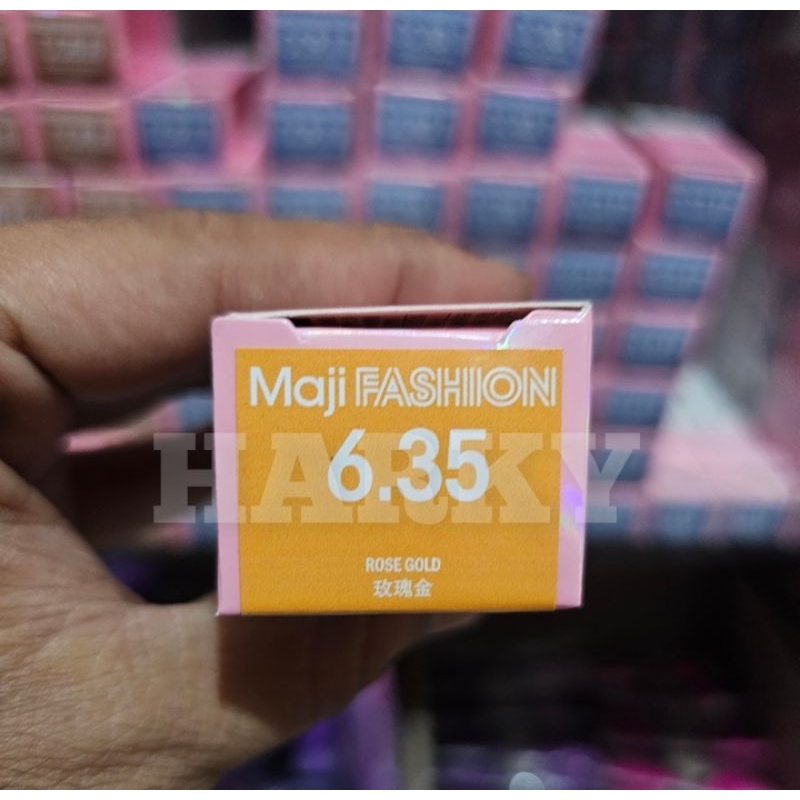 Maji FASHION
6.35
HARKY
ROSE GOLD
玫瑰金